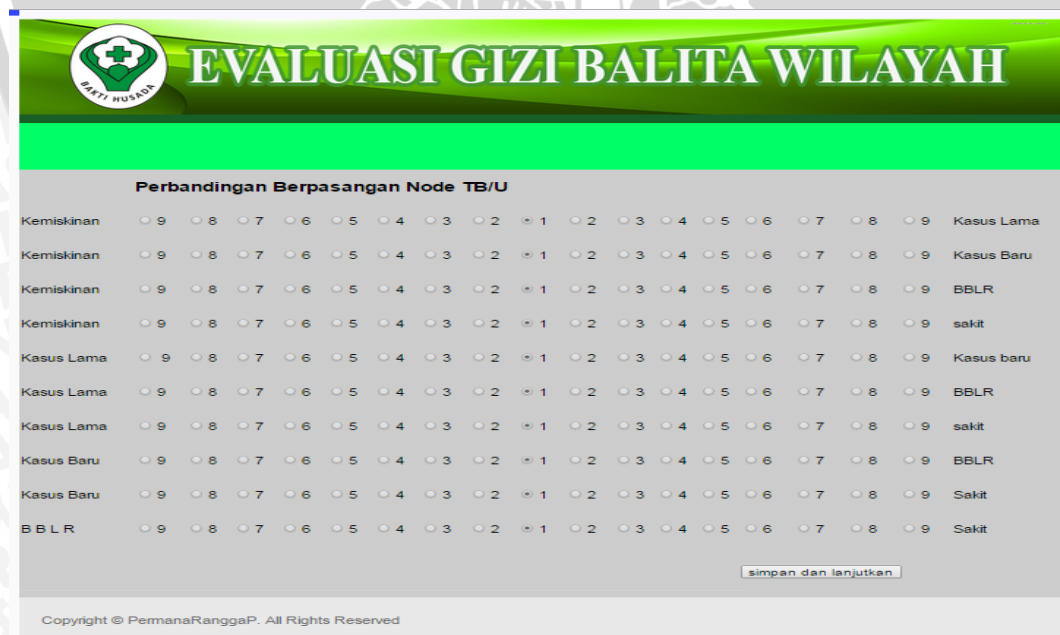 BAKTI HUSADA
EVALUASI GIZI BALITA WILAYAH
Perbandingan Berpasangan Node TB/U
Kemiskinan 9 8 7 6 5 4 3 2 1 2 3 4 5 6 7 8 9 Kasus Lama
Kemiskinan 9 8 7 6 5 4 3 2 1 2 3 4 5 6 7 8 9 Kasus Baru
Kemiskinan 9 8 7 6 5 4 3 2 1 2 3 4 5 6 7 8 9 BBLR
Kemiskinan 9 8 7 6 5 4 3 2 1 2 3 4 5 6 7 8 9 sakit
Kasus Lama 9 8 7 6 5 4 3 2 1 2 3 4 5 6 7 8 9 Kasus baru
Kasus Lama 9 8 7 6 5 4 3 2 1 2 3 4 5 6 7 8 9 BBLR
Kasus Lama 9 8 7 6 5 4 3 2 1 2 3 4 5 6 7 8 9 sakit
Kasus Baru 9 8 7 6 5 4 3 2 1 2 3 4 5 6 7 8 9 BBLR
Kasus Baru 9 8 7 6 5 4 3 2 1 2 3 4 5 6 7 8 9 Sakit
B B L R 9 8 7 6 5 4 3 2 1 2 3 4 5 6 7 8 9 Sakit
simpan dan lanjutkan
Copyright © PermanaRanggaP. All Rights Reserved